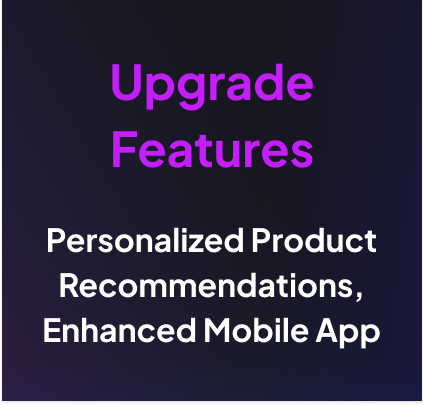 Upgrade
Features
Personalized Product
Recommendations,
Enhanced Mobile App